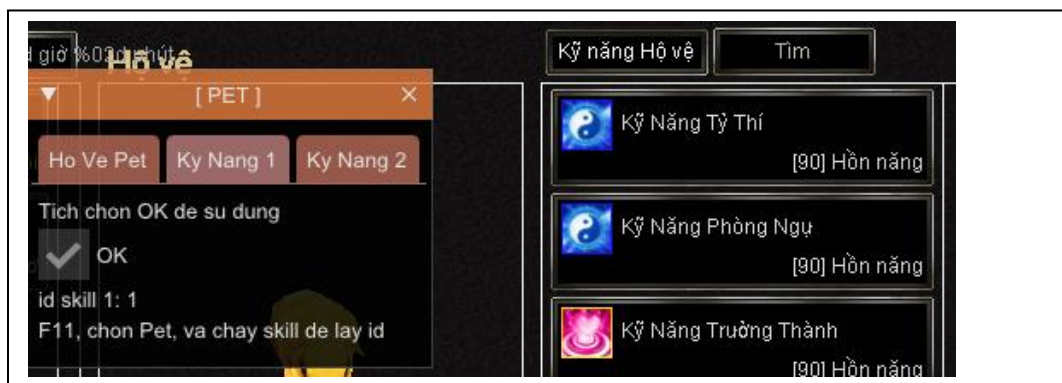 giờ %02d phút
Hộ vệ
[ PET ]
Ho Ve Pet
Ky Nang 1
Ky Nang 2
Tich chon OK de su dung
OK
id skill 1: 1
F11, chon Pet, va chay skill de lay id
Kỹ năng Hộ vệ
Tìm
Kỹ Năng Tỷ Thí
[90] Hồn năng
Kỹ Năng Phòng Ngự
[90] Hồn năng
Kỹ Năng Trưởng Thành
[90] Hồn năng